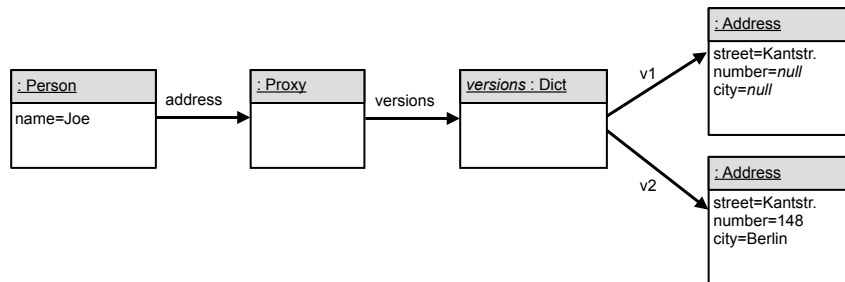 : Person
name=Joe
address
: Proxy
versions
versions : Dict
v1
: Address
street=Kantstr.
number=null
city=null
v2
: Address
street=Kantstr.
number=148
city=Berlin